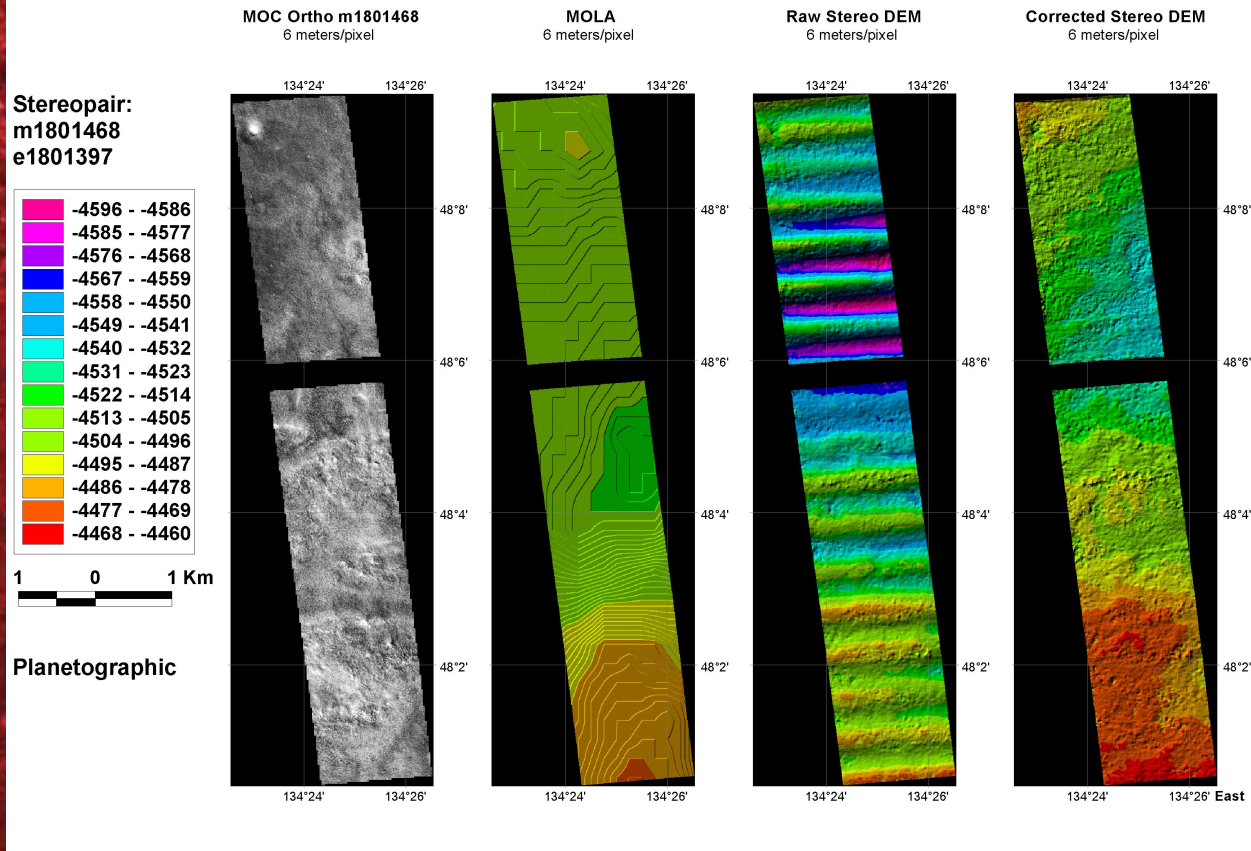 MOC Ortho m1801468
6 meters/pixel
MOLA
6 meters/pixel
Raw Stereo DEM
6 meters/pixel
Corrected Stereo DEM
6 meters/pixel
134°24' 134°26'
134°24' 134°26'
134°24' 134°26'
134°24' 134°26'
Stereopair:
m1801468
e1801397
-4596 - -4586
-4585 - -4577
-4576 - -4568
-4567 - -4559
-4558 - -4550
-4549 - -4541
-4540 - -4532
-4531 - -4523
-4522 - -4514
-4513 - -4505
-4504 - -4496
-4495 - -4487
-4486 - -4478
-4477 - -4469
-4468 - -4460
1 0 1 Km
Planetographic
48°8' 48°8' 48°8' 48°8'
48°6' 48°6' 48°6' 48°6'
48°4' 48°4' 48°4' 48°4'
48°2' 48°2' 48°2' 48°2'
134°24' 134°26'
134°24' 134°26'
134°24' 134°26'
134°24' 134°26' East